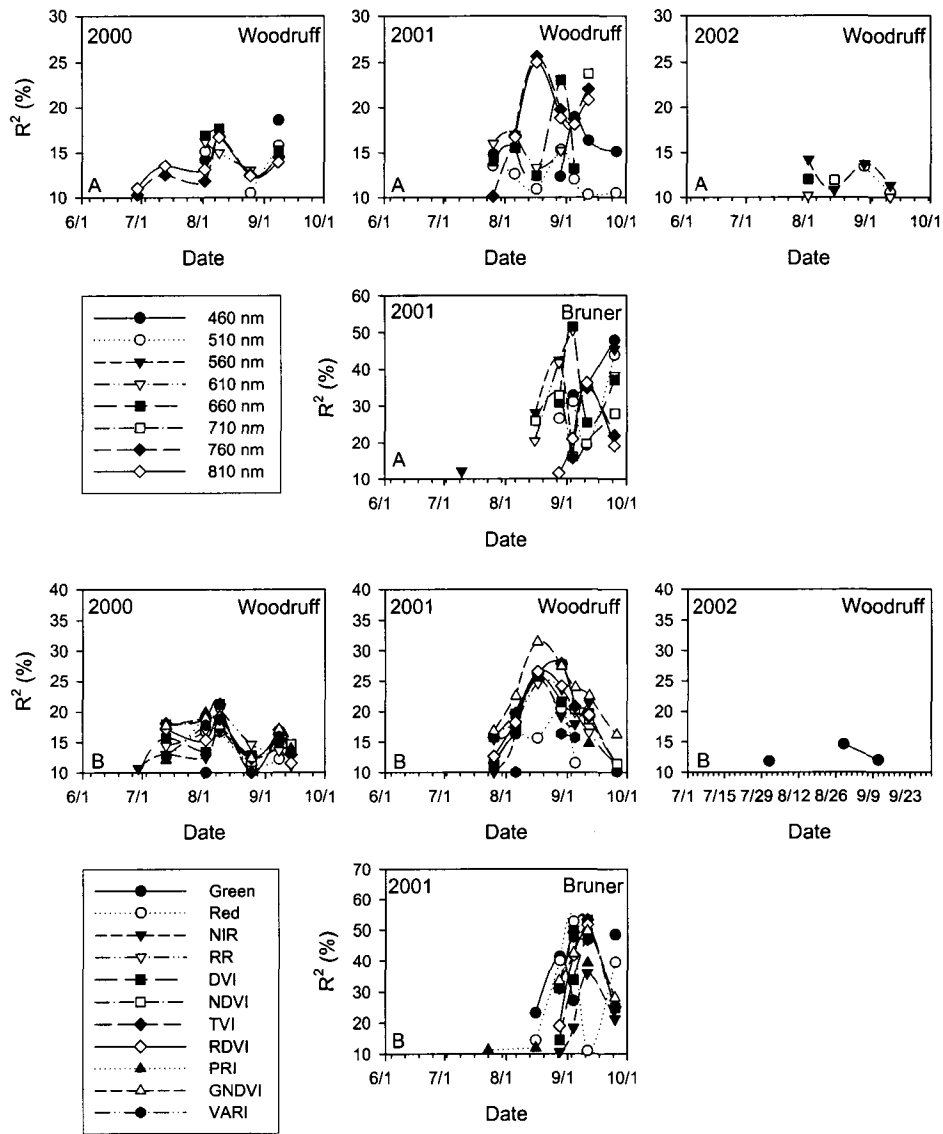 2000 Woodruff
30
25
20
15
10
R² (%)
A
6/1 7/1 8/1 9/1 10/1
Date
2001 Woodruff
30
25
20
15
10
A
6/1 7/1 8/1 9/1 10/1
Date
2002 Woodruff
30
25
20
15
10
A
6/1 7/1 8/1 9/1 10/1
Date
460 nm
510 nm
560 nm
610 nm
660 nm
710 nm
760 nm
810 nm
2001 Bruner
60
50
40
30
20
10
R² (%)
A
6/1 7/1 8/1 9/1 10/1
Date
2000 Woodruff
40
35
30
25
20
15
10
R² (%)
B
6/1 7/1 8/1 9/1 10/1
Date
2001 Woodruff
40
35
30
25
20
15
10
B
6/1 7/1 8/1 9/1 10/1
Date
2002 Woodruff
40
35
30
25
20
15
10
B
7/1 7/15 7/29 8/12 8/26 9/9 9/23
Date
Green
Red
NIR
RR
DVI
NDVI
TVI
RDVI
PRI
GNDVI
VARI
2001 Bruner
70
60
50
40
30
20
10
R² (%)
B
6/1 7/1 8/1 9/1 10/1
Date